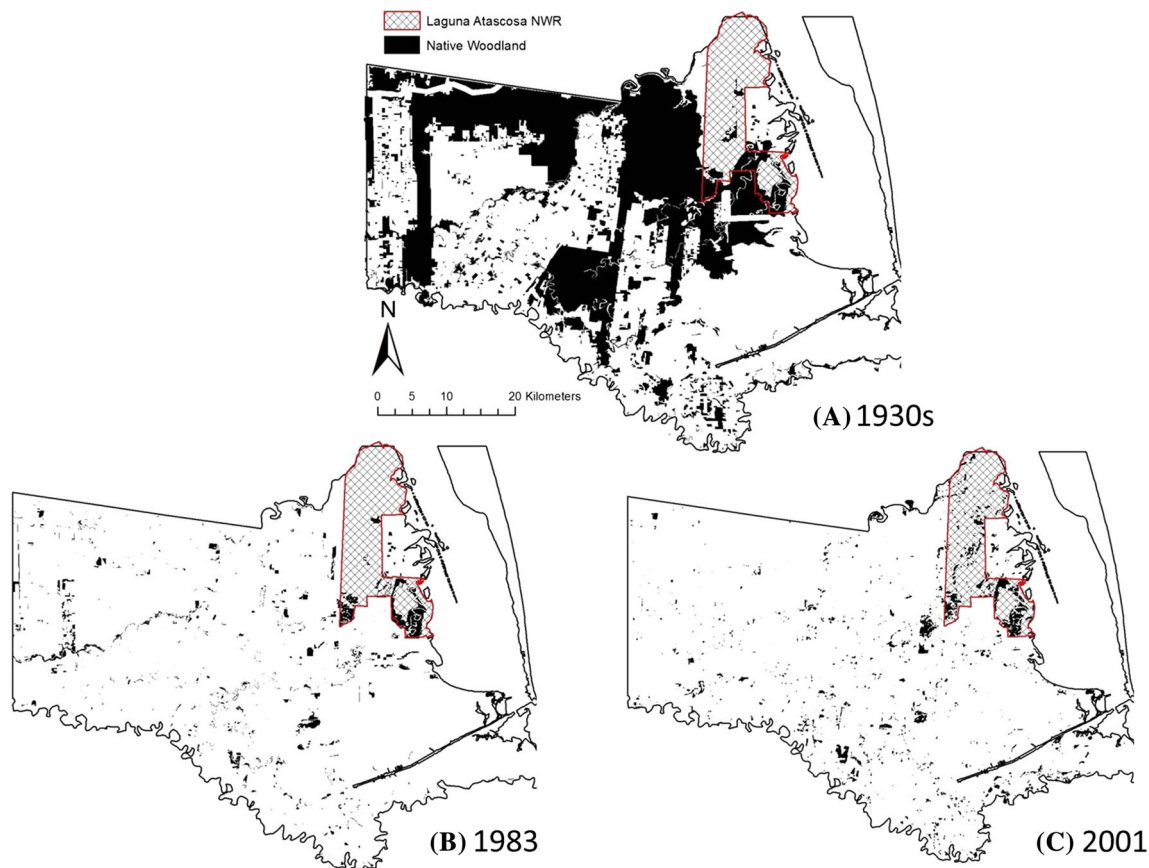 Laguna Atascosa NWR
Native Woodland
N
0 5 10 20 Kilometers
(A) 1930s
(B) 1983
(C) 2001